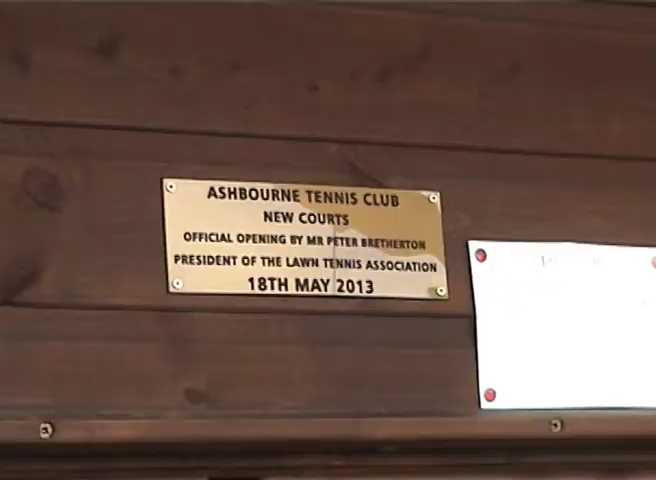 ASHBOURNE TENNIS CLUB
NEW COURTS
OFFICIAL OPENING BY MR PETER BRETHERTON
PRESIDENT OF THE LAWN TENNIS ASSOCIATION
18TH MAY 2013